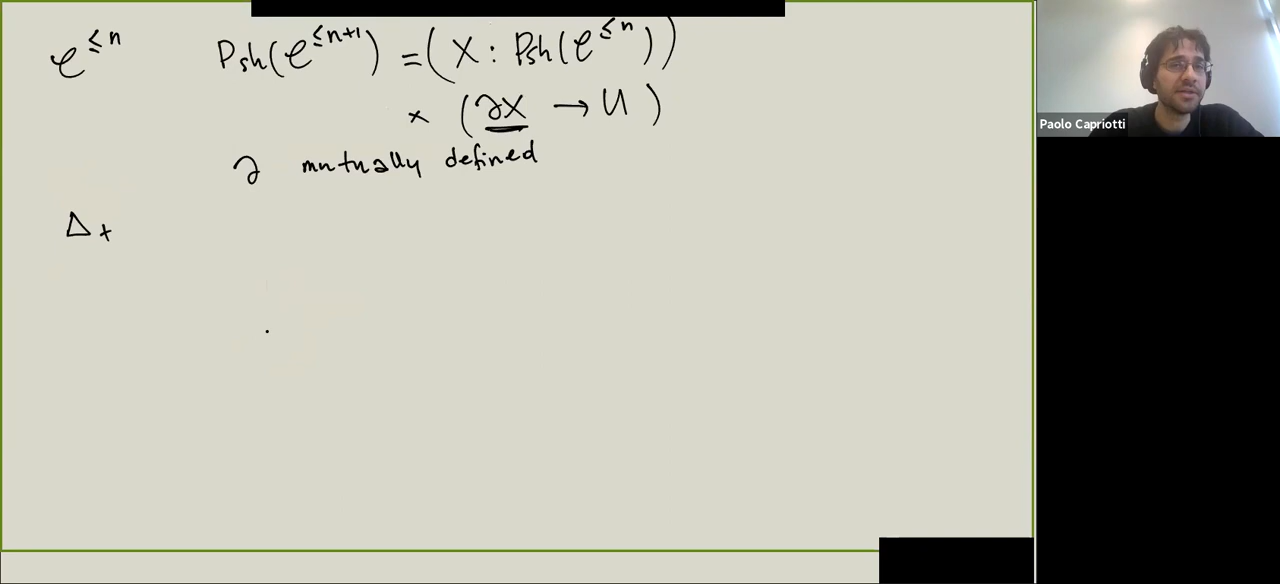 𝒞^{≤n} Psh(𝒞^{≤n+1}) = (X : Psh(𝒞^{≤n}))
× (∂X → U)
∂ mutually defined
Δ₊
Paolo Capriotti